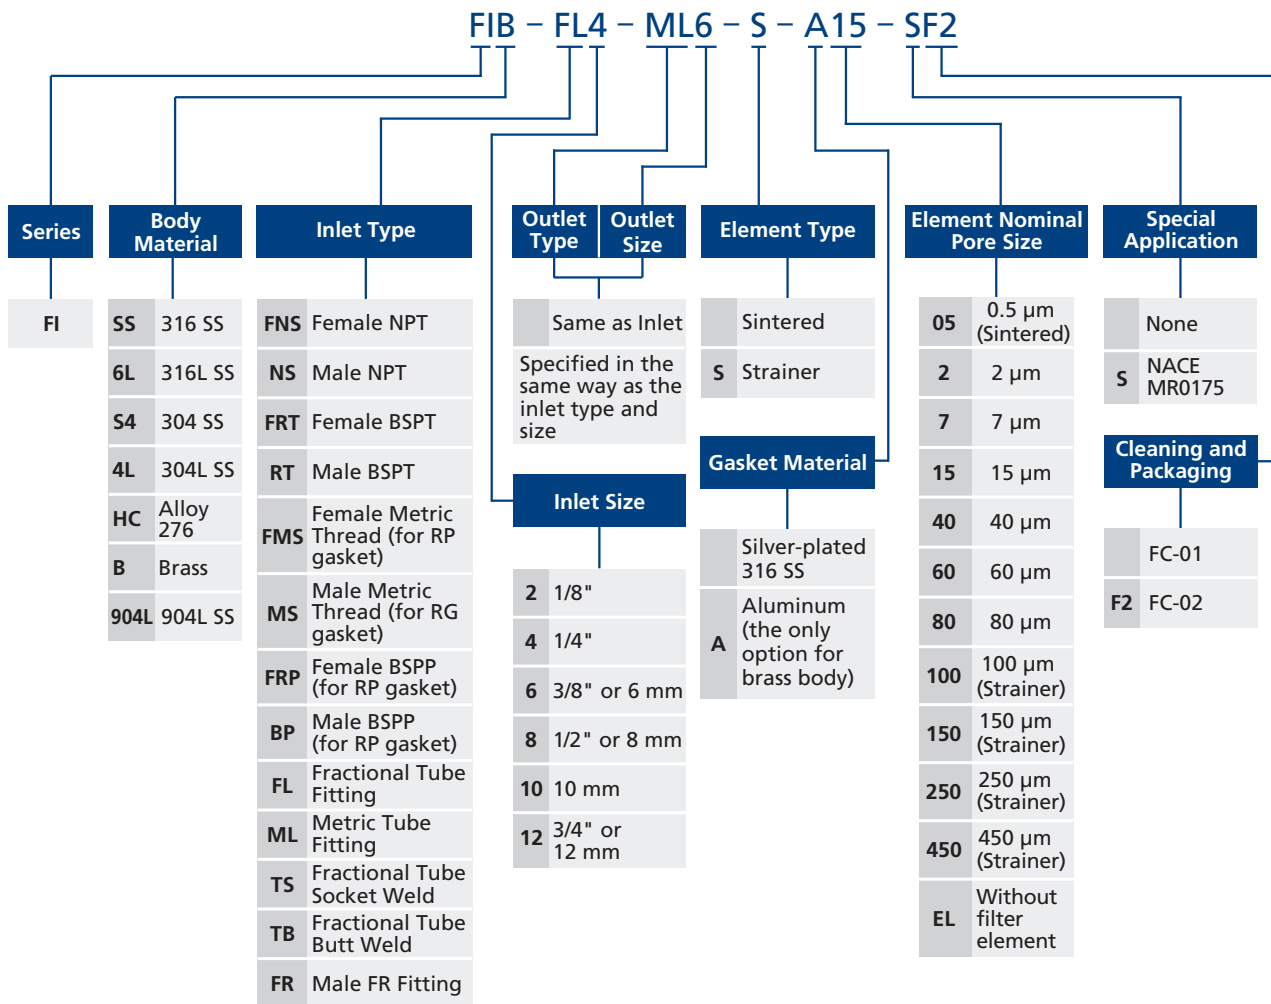 FIB – FL4 – ML6 – S – A15 – SF2
Series
FI
Body
Material
SS 316 SS
6L 316L SS
S4 304 SS
4L 304L SS
HC Alloy
276
B Brass
904L 904L SS
Inlet Type
FNS Female NPT
NS Male NPT
FRT Female BSPT
RT Male BSPT
FMS Female Metric
Thread (for RP
gasket)
MS Male Metric
Thread (for RG
gasket)
FRP Female BSPP
(for RP gasket)
BP Male BSPP
(for RP gasket)
FL Fractional Tube
Fitting
ML Metric Tube
Fitting
TS Fractional Tube
Socket Weld
TB Fractional Tube
Butt Weld
FR Male FR Fitting
Outlet
Type
Outlet
Size
Same as Inlet
Specified in the
same way as the
inlet type and
size
Inlet Size
2 1/8"
4 1/4"
6 3/8" or 6 mm
8 1/2" or 8 mm
10 10 mm
12 3/4" or
12 mm
Element Type
Sintered
S Strainer
Gasket Material
Silver-plated
316 SS
A Aluminum
(the only
option for
brass body)
Element Nominal
Pore Size
05 0.5 µm
(Sintered)
2 2 µm
7 7 µm
15 15 µm
40 40 µm
60 60 µm
80 80 µm
100 100 µm
(Strainer)
150 150 µm
(Strainer)
250 250 µm
(Strainer)
450 450 µm
(Strainer)
EL Without
filter
element
Special
Application
None
S NACE
MR0175
Cleaning and
Packaging
FC-01
F2 FC-02